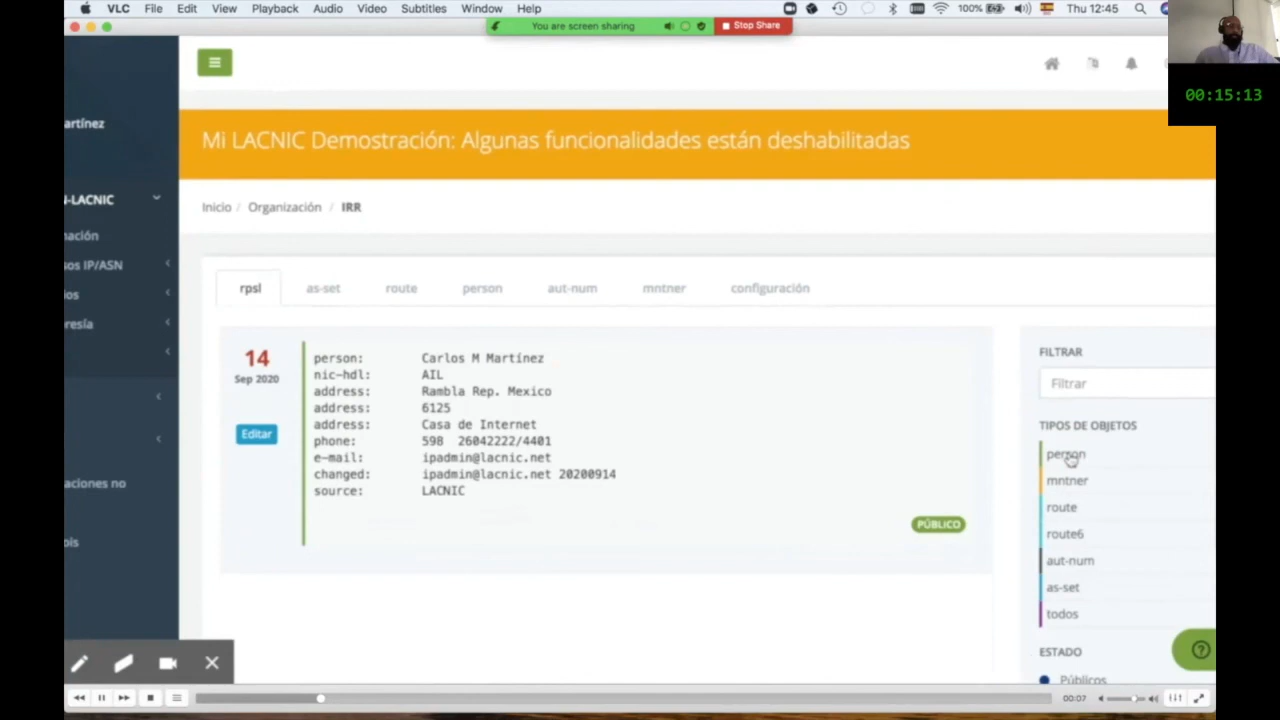 VLC File Edit View Playback Audio Video Subtitles Window Help 100% Thu 12:45
You are screen sharing Stop Share
00:15:13
artínez
Mi LACNIC Demostración: Algunas funcionalidades están deshabilitadas
-LACNIC
Inicio / Organización / IRR
nación
sos IP/ASN
ios
resía
aciones no
ois
rpsl as-set route person aut-num mntner configuración
14
Sep 2020
Editar
person: Carlos M Martínez
nic-hdl: AIL
address: Rambla Rep. Mexico
address: 6125
address: Casa de Internet
phone: 598 26042222/4401
e-mail: ipadmin@lacnic.net
changed: ipadmin@lacnic.net 20200914
source: LACNIC
PÚBLICO
FILTRAR
Filtrar
TIPOS DE OBJETOS
person
mntner
route
route6
aut-num
as-set
todos
ESTADO
Públicos
00:07